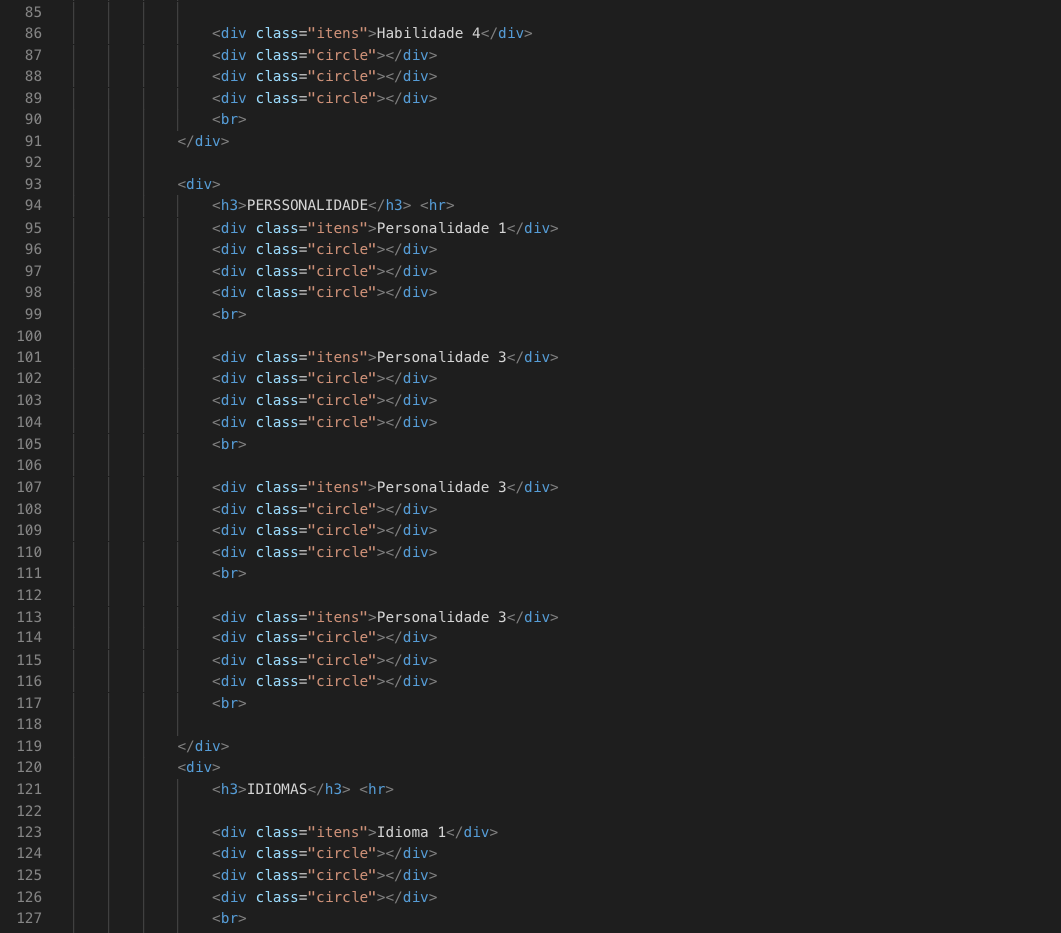 85
86 <div class="itens">Habilidade 4</div>
87 <div class="circle"></div>
88 <div class="circle"></div>
89 <div class="circle"></div>
90 <br>
91 </div>
92
93 <div>
94 <h3>PERSSONALIDADE</h3> <hr>
95 <div class="itens">Personalidade 1</div>
96 <div class="circle"></div>
97 <div class="circle"></div>
98 <div class="circle"></div>
99 <br>
100
101 <div class="itens">Personalidade 3</div>
102 <div class="circle"></div>
103 <div class="circle"></div>
104 <div class="circle"></div>
105 <br>
106
107 <div class="itens">Personalidade 3</div>
108 <div class="circle"></div>
109 <div class="circle"></div>
110 <div class="circle"></div>
111 <br>
112
113 <div class="itens">Personalidade 3</div>
114 <div class="circle"></div>
115 <div class="circle"></div>
116 <div class="circle"></div>
117 <br>
118
119 </div>
120 <div>
121 <h3>IDIOMAS</h3> <hr>
122
123 <div class="itens">Idioma 1</div>
124 <div class="circle"></div>
125 <div class="circle"></div>
126 <div class="circle"></div>
127 <br>